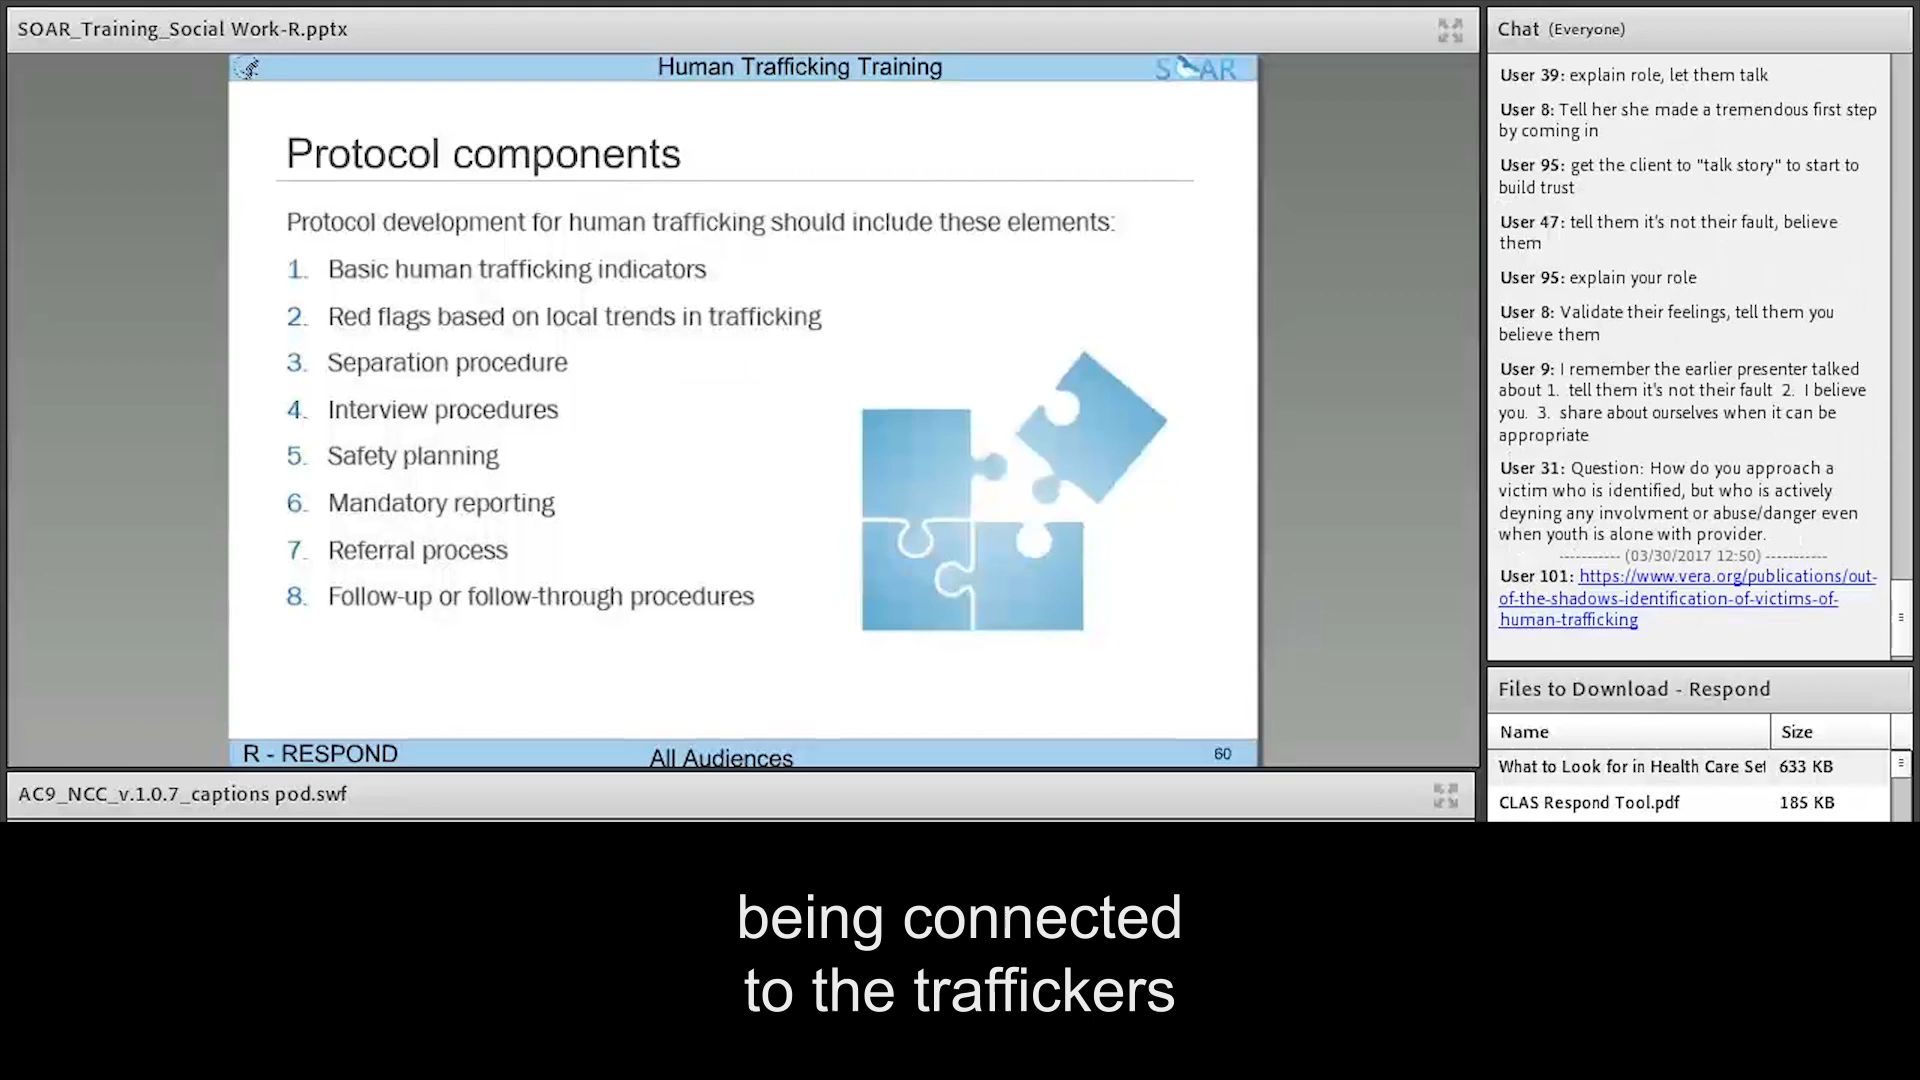 SOAR_Training_Social Work-R.pptx
Human Trafficking Training
SOAR
Protocol components
Protocol development for human trafficking should include these elements:
1. Basic human trafficking indicators
2. Red flags based on local trends in trafficking
3. Separation procedure
4. Interview procedures
5. Safety planning
6. Mandatory reporting
7. Referral process
8. Follow-up or follow-through procedures
R - RESPOND
All Audiences
60
AC9_NCC_v.1.0.7_captions pod.swf
being connected
to the traffickers
Chat (Everyone)
User 39: explain role, let them talk
User 8: Tell her she made a tremendous first step
by coming in
User 95: get the client to "talk story" to start to
build trust
User 47: tell them it's not their fault, believe
them
User 95: explain your role
User 8: Validate their feelings, tell them you
believe them
User 9: I remember the earlier presenter talked
about 1. tell them it's not their fault 2. I believe
you. 3. share about ourselves when it can be
appropriate
User 31: Question: How do you approach a
victim who is identified, but who is actively
deyning any involvment or abuse/danger even
when youth is alone with provider.
----------- (03/30/2017 12:50) -----------
User 101: https://www.vera.org/publications/out-
of-the-shadows-identification-of-victims-of-
human-trafficking
Files to Download - Respond
Name Size
What to Look for in Health Care Set 633 KB
CLAS Respond Tool.pdf 185 KB